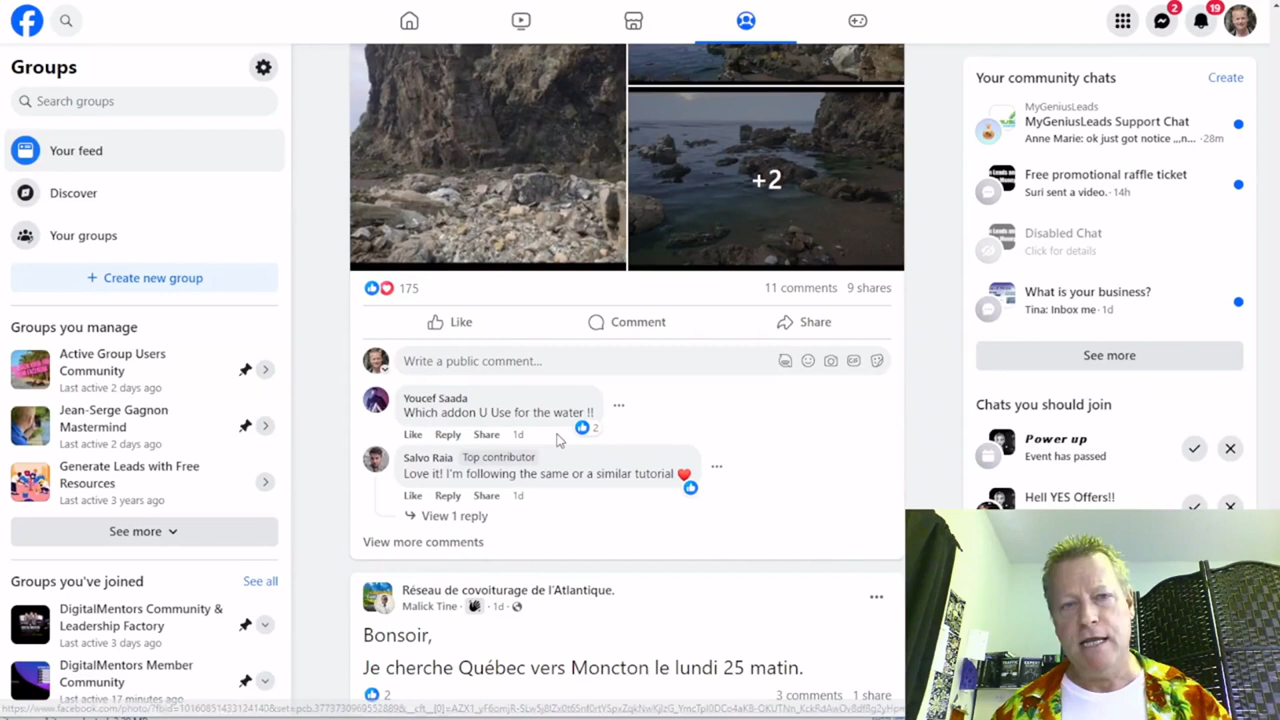 2
19
Groups
Search groups
Your feed
Discover
Your groups
+ Create new group
Groups you manage
Active Group Users
Community
Last active 2 days ago
Jean-Serge Gagnon
Mastermind
Last active 2 days ago
Generate Leads with Free
Resources
Last active 3 years ago
See more
Groups you've joined
See all
DigitalMentors Community &
Leadership Factory
Last active 3 days ago
DigitalMentors Member
Community
Last active 17 minutes ago
+2
175
11 comments 9 shares
Like
Comment
Share
Write a public comment...
GIF
Youcef Saada
Which addon U Use for the water !!
2
Like Reply Share 1d
Salvo Raia Top contributor
Love it! I'm following the same or a similar tutorial ❤️
Like Reply Share 1d
View 1 reply
View more comments
Réseau de covoiturage de l'Atlantique.
Malick Tine · 1d ·
Bonsoir,
Je cherche Québec vers Moncton le lundi 25 matin.
2
3 comments 1 share
Your community chats
Create
MyGeniusLeads
MyGeniusLeads Support Chat
Anne Marie: ok just got notice ,,,n... · 28m
Free promotional raffle ticket
Suri sent a video. · 14h
Disabled Chat
Click for details
What is your business?
Tina: Inbox me · 1d
See more
Chats you should join
Power up
Event has passed
Hell YES Offers!!